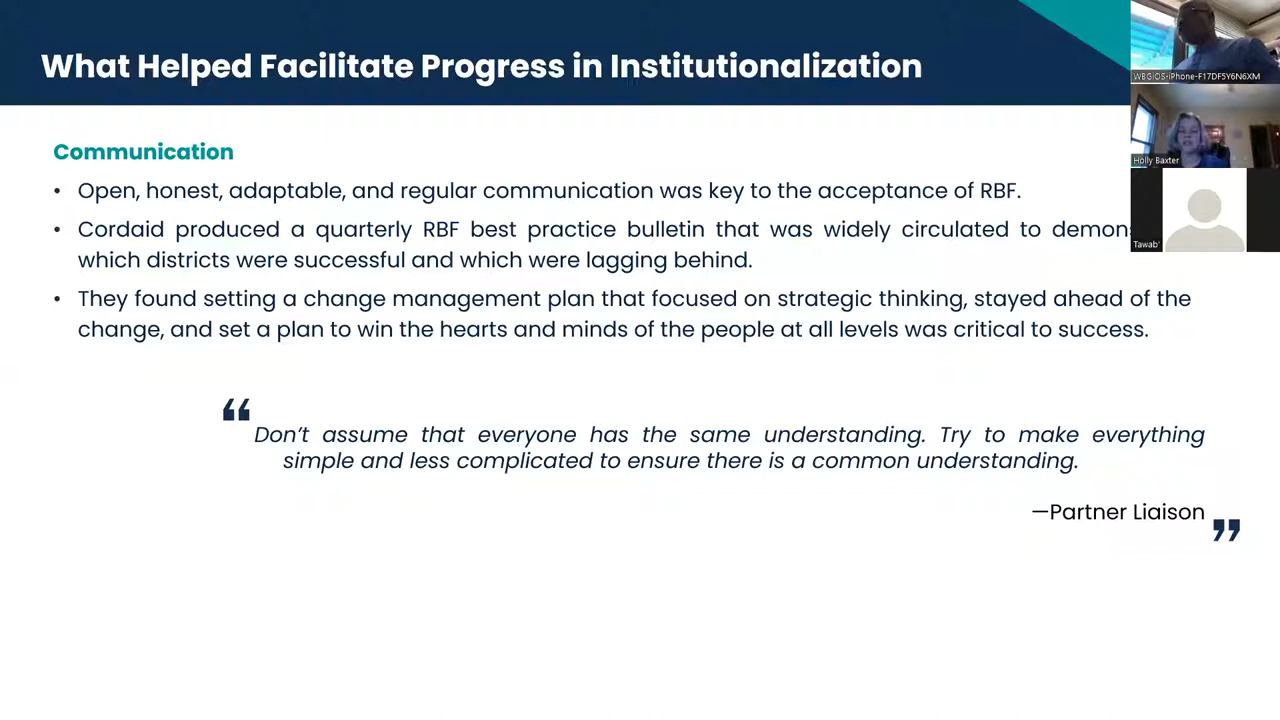 What Helped Facilitate Progress in Institutionalization
Communication
• Open, honest, adaptable, and regular communication was key to the acceptance of RBF.
• Cordaid produced a quarterly RBF best practice bulletin that was widely circulated to demons
which districts were successful and which were lagging behind.
• They found setting a change management plan that focused on strategic thinking, stayed ahead of the
change, and set a plan to win the hearts and minds of the people at all levels was critical to success.
“Don’t assume that everyone has the same understanding. Try to make everything
simple and less complicated to ensure there is a common understanding.
—Partner Liaison”
WBGIOS-iPhone-F17DF5Y6N6XM
Holly Baxter
Tawab'